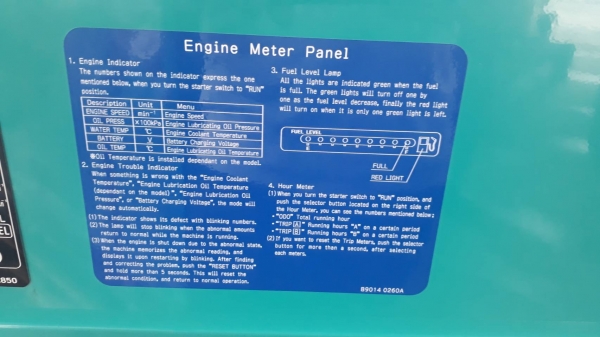 Engine Meter Panel
1. Engine Indicator
The numbers shown on the indicator express the one
mentioned below, when you turn the starter switch to "RUN"
position.
Description Unit Menu
ENGINE SPEED min⁻¹ Engine Speed
OIL PRESS ×100kPa Engine Lubricating Oil Pressure
WATER TEMP ℃ Engine Coolant Temperature
BATTERY V Battery Charging Voltage
OIL TEMP ℃ Engine Lubricating Oil Temperature
●Oil Temperature is installed dependent on the model.
2. Engine Trouble Indicator
When something is wrong with the "Engine Coolant
Temperature", "Engine Lubrication Oil Temperature
(dependent on the model)", "Engine Lubrication Oil
Pressure", or "Battery Charging Voltage", the mode will
change automatically.
(1) The indicator shows its defect with blinking numbers.
(2) The lamp will stop blinking when the abnormal amounts
return to normal while the machine is running.
(3) When the engine is shut down due to the abnormal state,
the machine memorizes the abnormal reading, and
displays it upon restarting by blinking. After finding
and correcting the problem, push the "RESET BUTTON"
and hold more than 5 seconds. This will reset the
abnormal condition, and return to normal operation.
3. Fuel Level Lamp
All the lights are indicated green when the fuel
is full. The green lights will turn off one by
one as the fuel level decrease, finally the red light
will turn on when it is only one green light is left.
FUEL LEVEL
E F
FULL
RED LIGHT
4. Hour Meter
(1) When you turn the starter switch to "RUN" position, and
push the selector button located on the right side of
the Hour Meter, you can see the numbers mentioned below;
・"ODO" Total running hour
・"TRIP A" Running hours "A" on a certain period
・"TRIP B" Running hours "B" on a certain period
(2) If you want to reset the Trip Meters, push the selector
button for more than a second, after selecting
each meters.
89014 0260A
EL
850